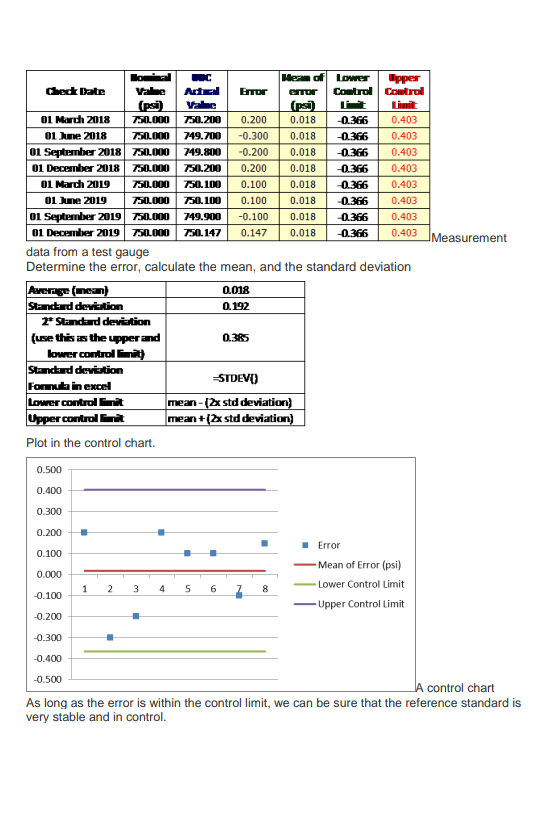 Check Date Nominal Value (psi) UUC Actual Value Error Mean of error (psi) Lower Control Limit Upper Control Limit
01 March 2018 750.000 750.200 0.200 0.018 -0.366 0.403
01 June 2018 750.000 749.700 -0.300 0.018 -0.366 0.403
01 September 2018 750.000 749.800 -0.200 0.018 -0.366 0.403
01 December 2018 750.000 750.200 0.200 0.018 -0.366 0.403
01 March 2019 750.000 750.100 0.100 0.018 -0.366 0.403
01 June 2019 750.000 750.100 0.100 0.018 -0.366 0.403
01 September 2019 750.000 749.900 -0.100 0.018 -0.366 0.403
01 December 2019 750.000 750.147 0.147 0.018 -0.366 0.403
Measurement
data from a test gauge
Determine the error, calculate the mean, and the standard deviation
Average (mean) 0.018
Standard deviation 0.192
2* Standard deviation
(use this as the upper and 0.385
lower control limit)
Standard deviation
Formula in excel =STDEV()
Lower control limit mean - (2x std deviation)
Upper control limit mean + (2x std deviation)
Plot in the control chart.
0.500
0.400
0.300
0.200
0.100
0.000
-0.100
-0.200
-0.300
-0.400
-0.500
1 2 3 4 5 6 7 8
Error
Mean of Error (psi)
Lower Control Limit
Upper Control Limit
A control chart
As long as the error is within the control limit, we can be sure that the reference standard is
very stable and in control.